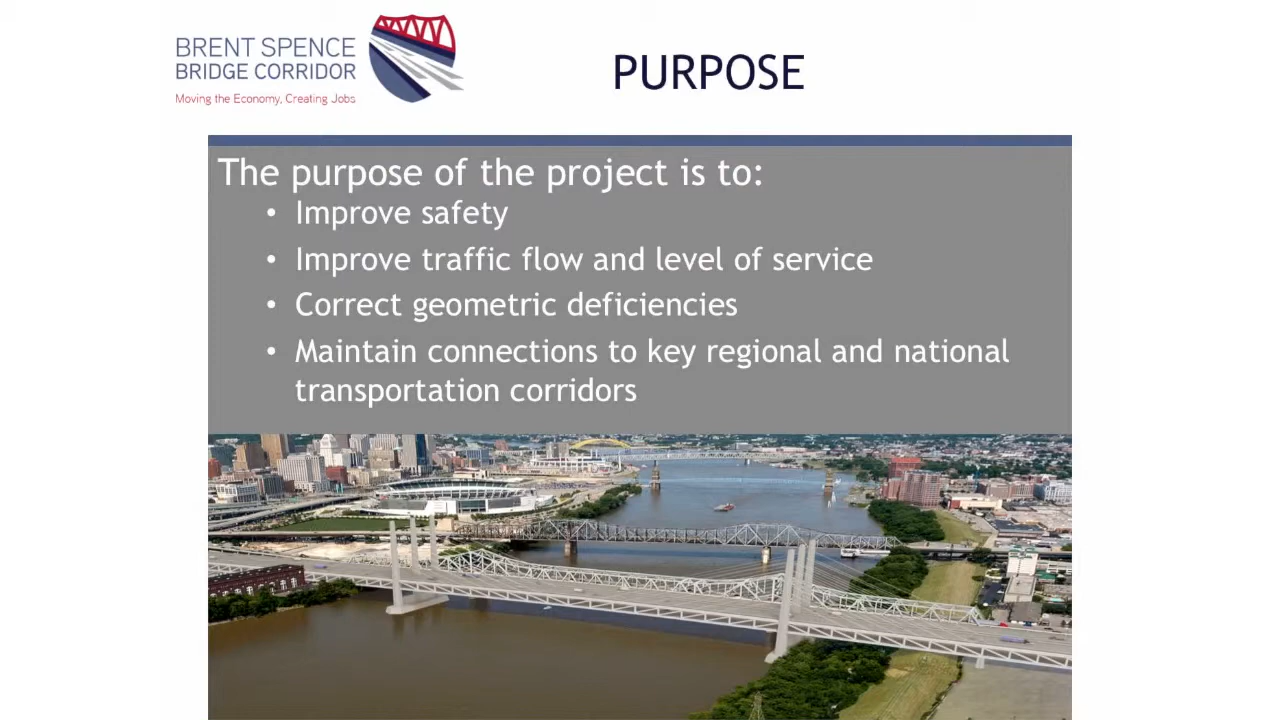 BRENT SPENCE
BRIDGE CORRIDOR
Moving the Economy, Creating Jobs
PURPOSE
The purpose of the project is to:
• Improve safety
• Improve traffic flow and level of service
• Correct geometric deficiencies
• Maintain connections to key regional and national
transportation corridors